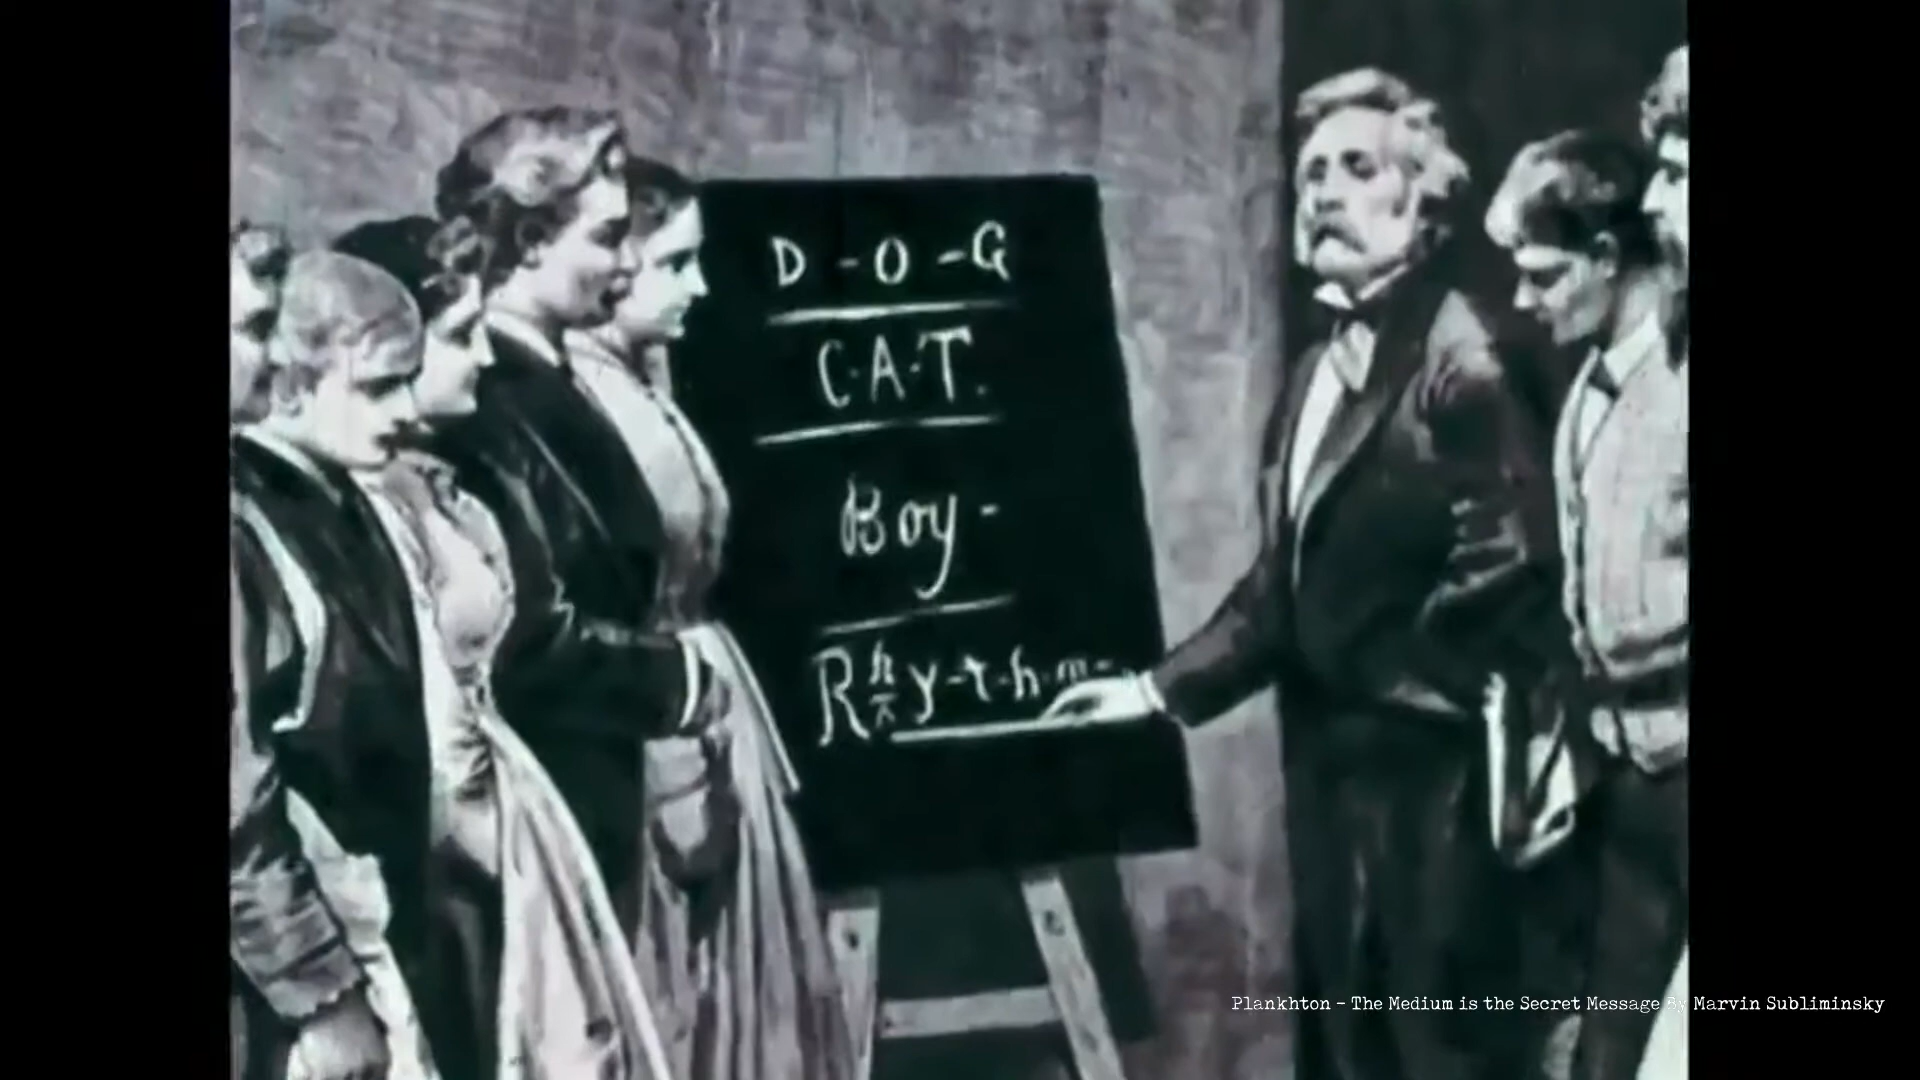 D-O-G
C.A.T.
Boy-
Rhy-t-h-m-
Plankhton - The Medium is the Secret Message By Marvin Subliminsky